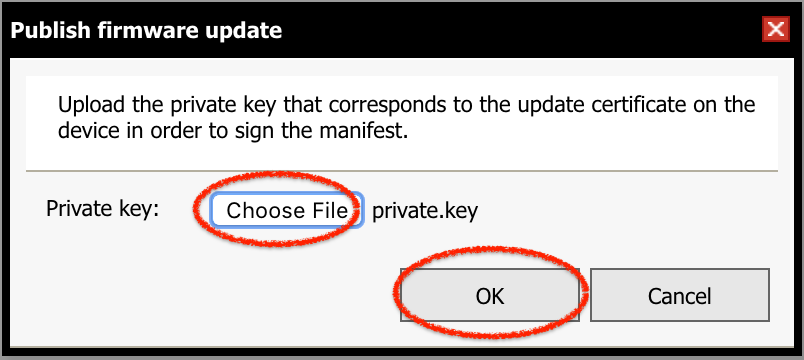 Publish firmware update
Upload the private key that corresponds to the update certificate on the
device in order to sign the manifest.
Private key: Choose File private.key
OK Cancel